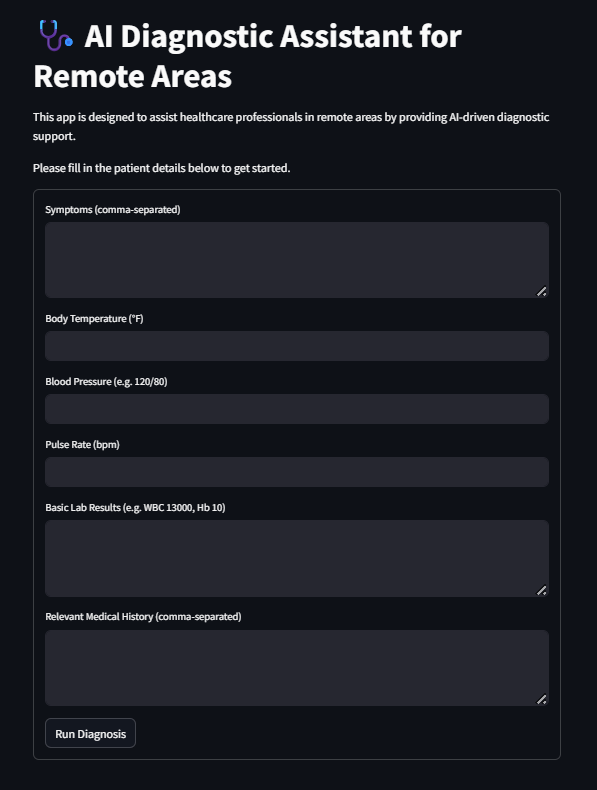 🩺 AI Diagnostic Assistant for
Remote Areas
This app is designed to assist healthcare professionals in remote areas by providing AI-driven diagnostic
support.
Please fill in the patient details below to get started.
Symptoms (comma-separated)
Body Temperature (°F)
Blood Pressure (e.g. 120/80)
Pulse Rate (bpm)
Basic Lab Results (e.g. WBC 13000, Hb 10)
Relevant Medical History (comma-separated)
Run Diagnosis